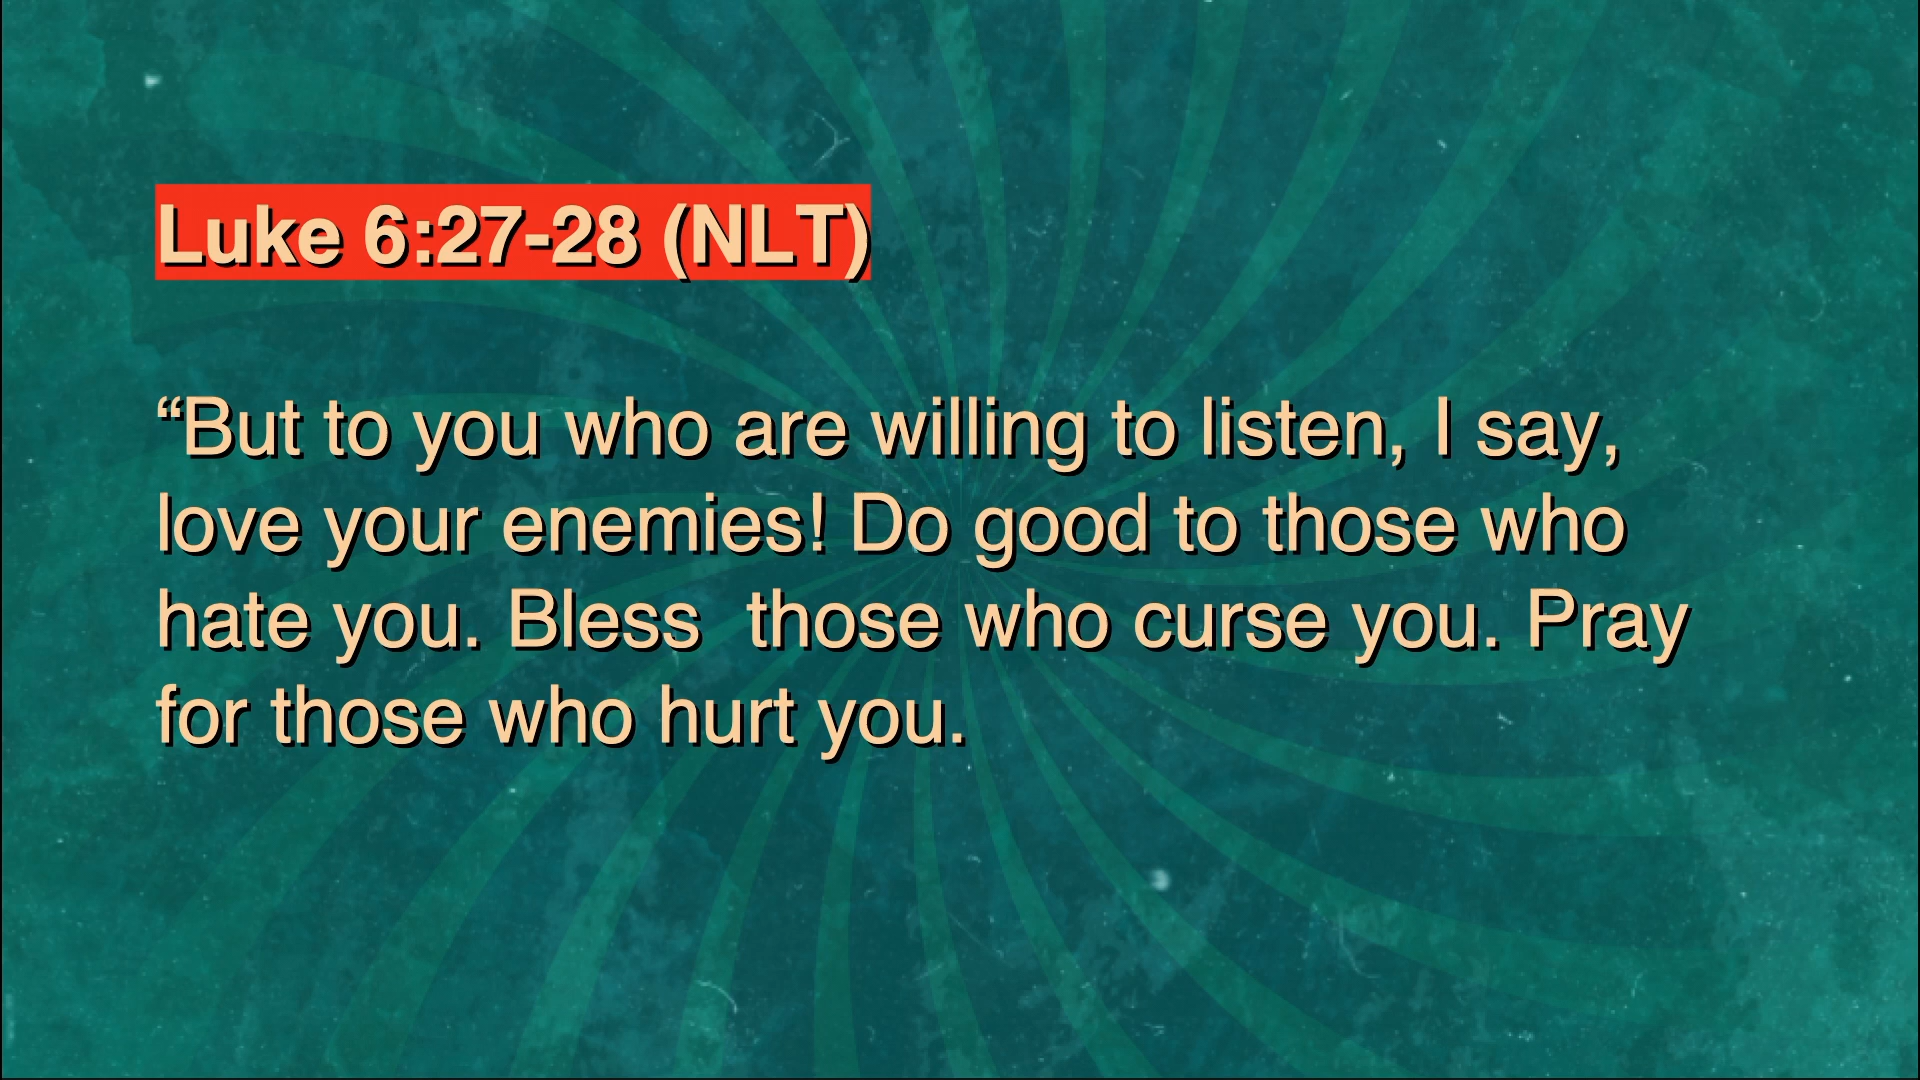 Luke 6:27-28 (NLT)
“But to you who are willing to listen, I say,
love your enemies! Do good to those who
hate you. Bless  those who curse you. Pray
for those who hurt you.